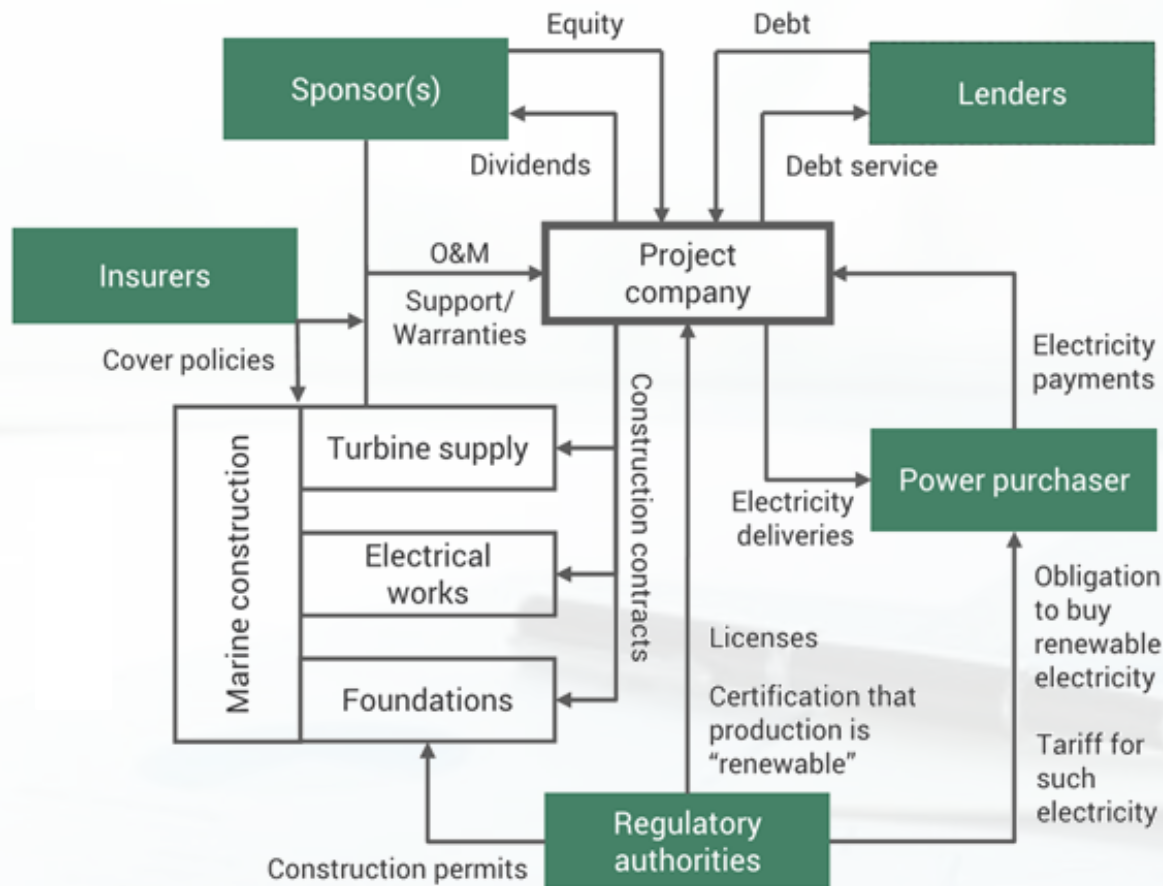 Equity
Debt
Sponsor(s)
Lenders
Dividends
Debt service
Insurers
O&M
Support/
Warranties
Project
company
Cover policies
Electricity
payments
Marine construction
Turbine supply
Construction contracts
Power purchaser
Electricity
deliveries
Electrical
works
Obligation
to buy
renewable
electricity
Foundations
Licenses
Certification that
production is
“renewable”
Tariff for
such
electricity
Construction permits
Regulatory
authorities